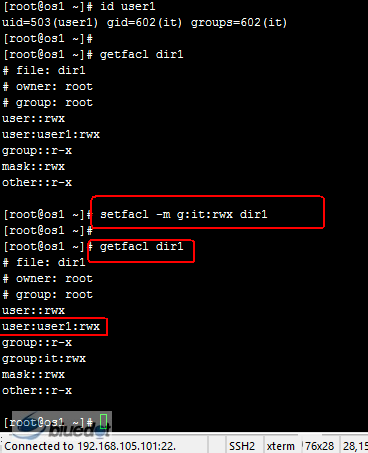 [root@os1 ~]# id user1
uid=503(user1) gid=602(it) groups=602(it)
[root@os1 ~]#
[root@os1 ~]# getfacl dir1
# file: dir1
# owner: root
# group: root
user::rwx
user:user1:rwx
group::r-x
mask::rwx
other::r-x
[root@os1 ~]# setfacl -m g:it:rwx dir1
[root@os1 ~]#
[root@os1 ~]# getfacl dir1
# file: dir1
# owner: root
# group: root
user::rwx
user:user1:rwx
group::r-x
group:it:rwx
mask::rwx
other::r-x
[root@os1 ~]#
Connected to 192.168.105.101:22. SSH2 xterm 76x28 28,15